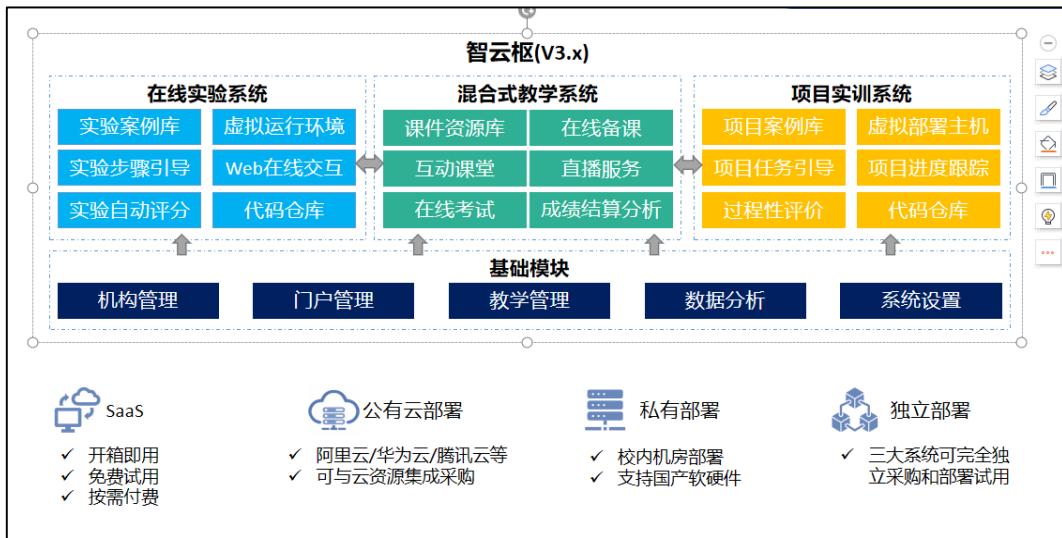 智云枢(V3.x)
在线实验系统
混合式教学系统
项目实训系统
实验案例库
虚拟运行环境
课件资源库
在线备课
项目案例库
虚拟部署主机
实验步骤引导
Web在线交互
互动课堂
直播服务
项目任务引导
项目进度跟踪
实验自动评分
代码仓库
在线考试
成绩结算分析
过程性评价
代码仓库
基础模块
机构管理
门户管理
教学管理
数据分析
系统设置
SaaS
✓ 开箱即用
✓ 免费试用
✓ 按需付费
公有云部署
✓ 阿里云/华为云/腾讯云等
✓ 可与云资源集成采购
私有部署
✓ 校内机房部署
✓ 支持国产软硬件
独立部署
✓ 三大系统可完全独
立采购和部署试用